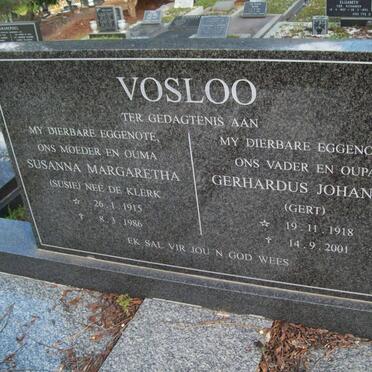 VOSLOO
TER GEDAGTENIS AAN
MY DIERBARE EGGENOTE,
ONS MOEDER EN OUMA
SUSANNA MARGARETHA
(SUSIE) NEE DE KLERK
☆ 26.1.1915
✝ 8.3.1986
MY DIERBARE EGGENO
ONS VADER EN OUPA
GERHARDUS JOHAN
(GERT)
☆ 19.11.1918
✝ 14.9.2001
EK SAL VIR JOU N GOD WEES
ELIZABETH